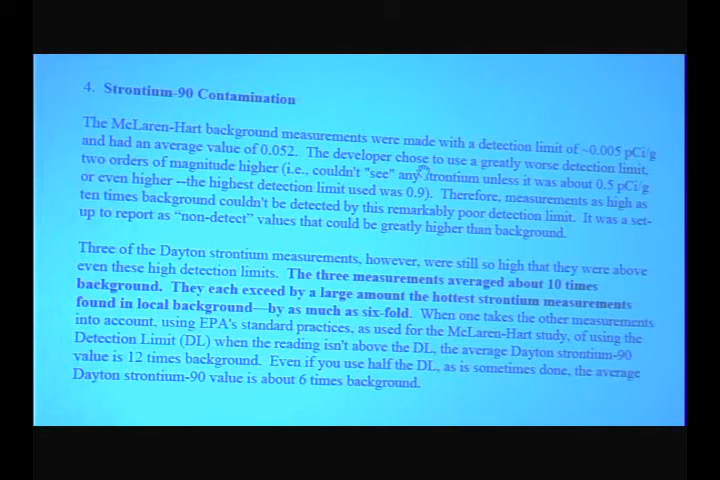 4. Strontium-90 Contamination
The McLaren-Hart background measurements were made with a detection limit of ~0.005 pCi/g
and had an average value of 0.052. The developer chose to use a greatly worse detection limit,
two orders of magnitude higher (i.e., couldn't "see" any strontium unless it was about 0.5 pCi/g
or even higher --the highest detection limit used was 0.9). Therefore, measurements as high as
ten times background couldn't be detected by this remarkably poor detection limit. It was a set-
up to report as “non-detect” values that could be greatly higher than background.
Three of the Dayton strontium measurements, however, were still so high that they were above
even these high detection limits. The three measurements averaged about 10 times
background. They each exceed by a large amount the hottest strontium measurements
found in local background—by as much as six-fold. When one takes the other measurements
into account, using EPA's standard practices, as used for the McLaren-Hart study, of using the
Detection Limit (DL) when the reading isn't above the DL, the average Dayton strontium-90
value is 12 times background. Even if you use half the DL, as is sometimes done, the average
Dayton strontium-90 value is about 6 times background.